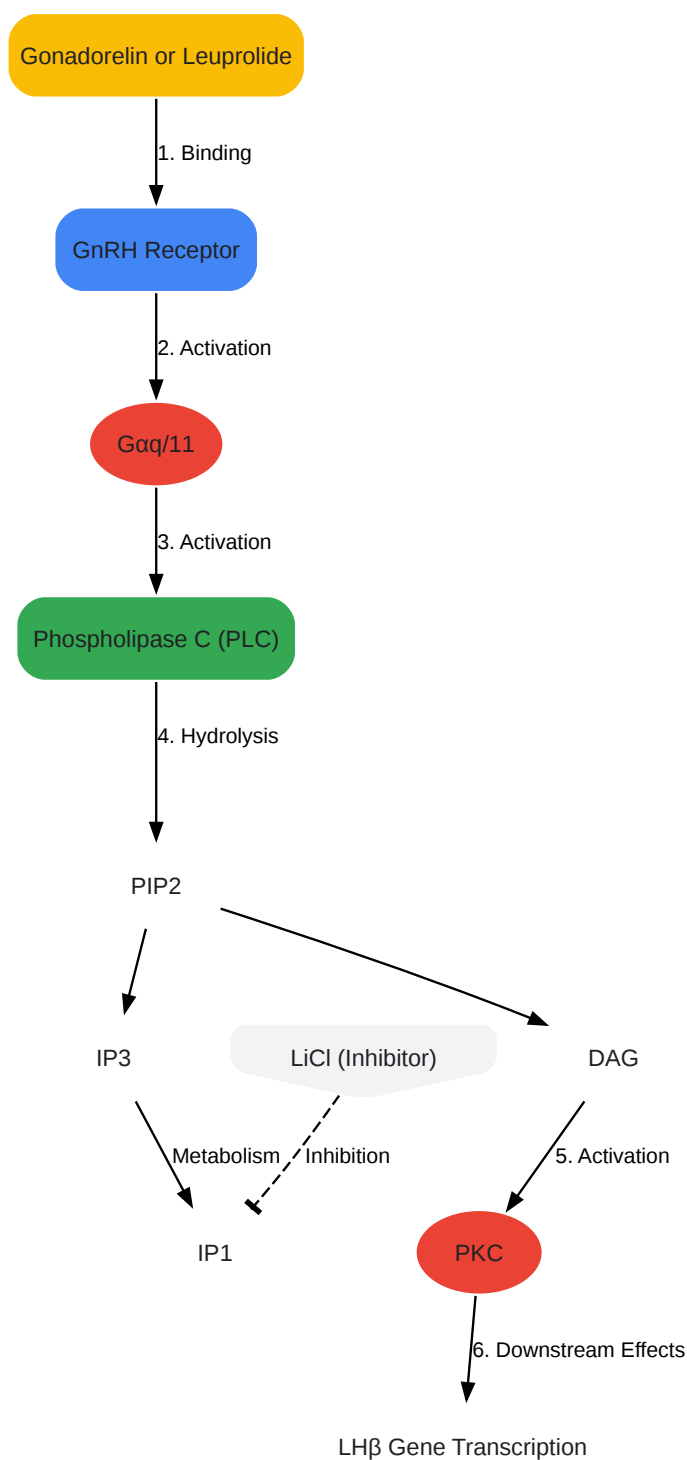 Gonadorelin or Leuprolide
1. Binding
GnRH Receptor
2. Activation
Gαq/11
3. Activation
Phospholipase C (PLC)
4. Hydrolysis
PIP2
IP3
LiCl (Inhibitor)
DAG
Metabolism
Inhibition
5. Activation
IP1
PKC
6. Downstream Effects
LHβ Gene Transcription